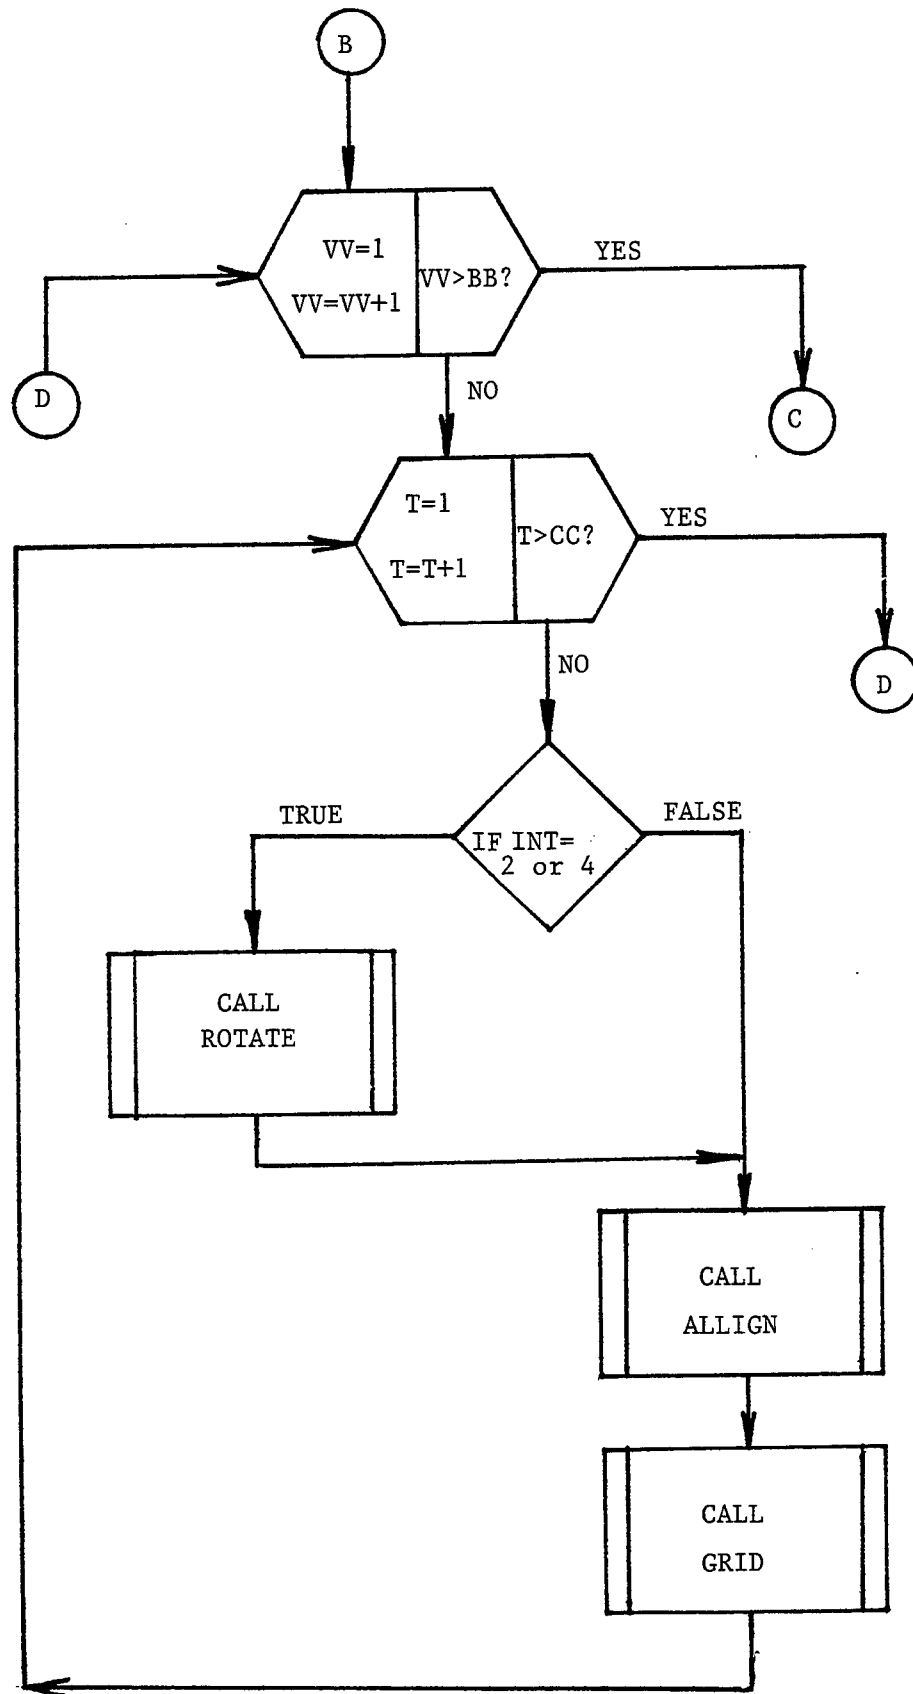 B
VV=1
VV=VV+1
VV>BB?
YES
D
NO
C
T=1
T=T+1
T>CC?
YES
NO
D
TRUE
IF INT=
2 or 4
FALSE
CALL
ROTATE
CALL
ALLIGN
CALL
GRID